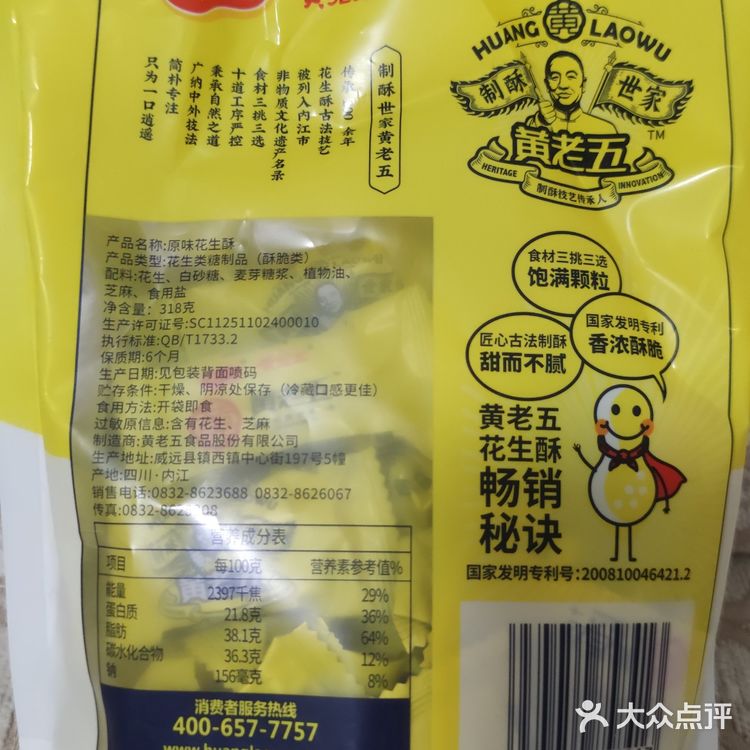 HUANG 黄 LAOWU
制酥 世家
黄老五
TM
HERITAGE INNOVATION
制酥技艺传承人
制酥世家黄老五
花生酥古法技艺
被列入内江市
非物质文化遗产名录
食材三挑三选
十道工序严控
秉承自然之道
广纳中外技法
简朴专注
只为一口逍遥
产品名称:原味花生酥
产品类型:花生类糖制品（酥脆类）
配料:花生、白砂糖、麦芽糖浆、植物油、
芝麻、食用盐
净含量:318克
生产许可证号:SC11251102400010
执行标准:QB/T1733.2
保质期:6个月
生产日期:见包装背面喷码
贮存条件:干燥、阴凉处保存（冷藏口感更佳）
食用方法:开袋即食
过敏原信息:含有花生、芝麻
制造商:黄老五食品股份有限公司
生产地址:威远县镇西镇中心街197号5幢
产地:四川·内江
销售电话:0832-8623688 0832-8626067
传真:0832-8623908
营养成分表
项目 每100克 营养素参考值%
能量 2397千焦 29%
蛋白质 21.8克 36%
脂肪 38.1克 64%
碳水化合物 36.3克 12%
钠 156毫克 8%
消费者服务热线
400-657-7757
食材三挑三选
饱满颗粒
国家发明专利
香浓酥脆
匠心古法制酥
甜而不腻
黄老五
花生酥
畅销
秘诀
国家发明专利号:200810046421.2
大众点评